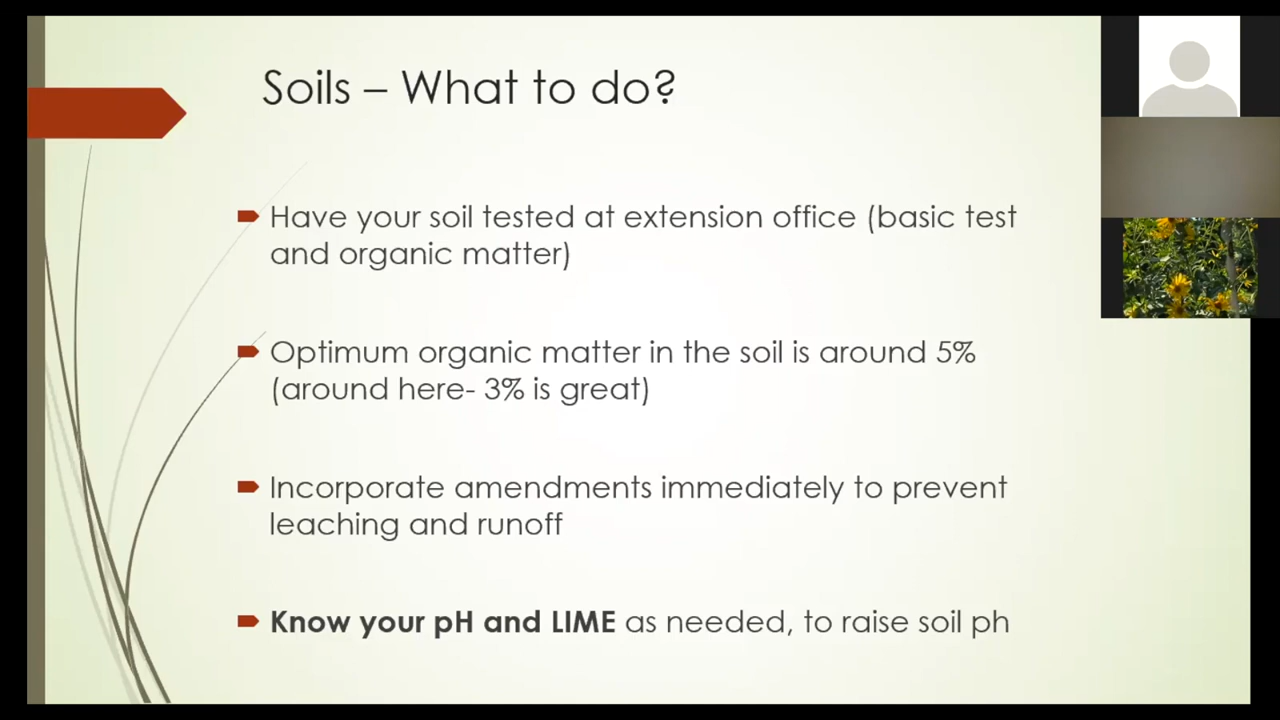 Soils – What to do?
Have your soil tested at extension office (basic test
and organic matter)
Optimum organic matter in the soil is around 5%
(around here- 3% is great)
Incorporate amendments immediately to prevent
leaching and runoff
Know your pH and LIME as needed, to raise soil ph